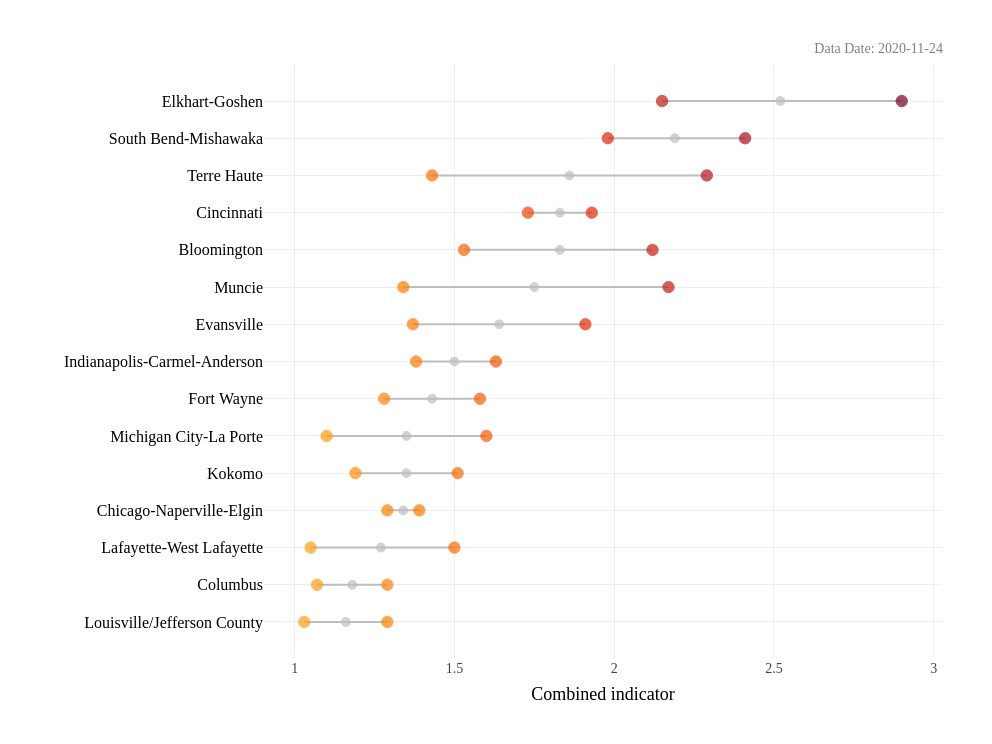 Data Date: 2020-11-24
Elkhart-Goshen
South Bend-Mishawaka
Terre Haute
Cincinnati
Bloomington
Muncie
Evansville
Indianapolis-Carmel-Anderson
Fort Wayne
Michigan City-La Porte
Kokomo
Chicago-Naperville-Elgin
Lafayette-West Lafayette
Columbus
Louisville/Jefferson County
1 1.5 2 2.5 3
Combined indicator